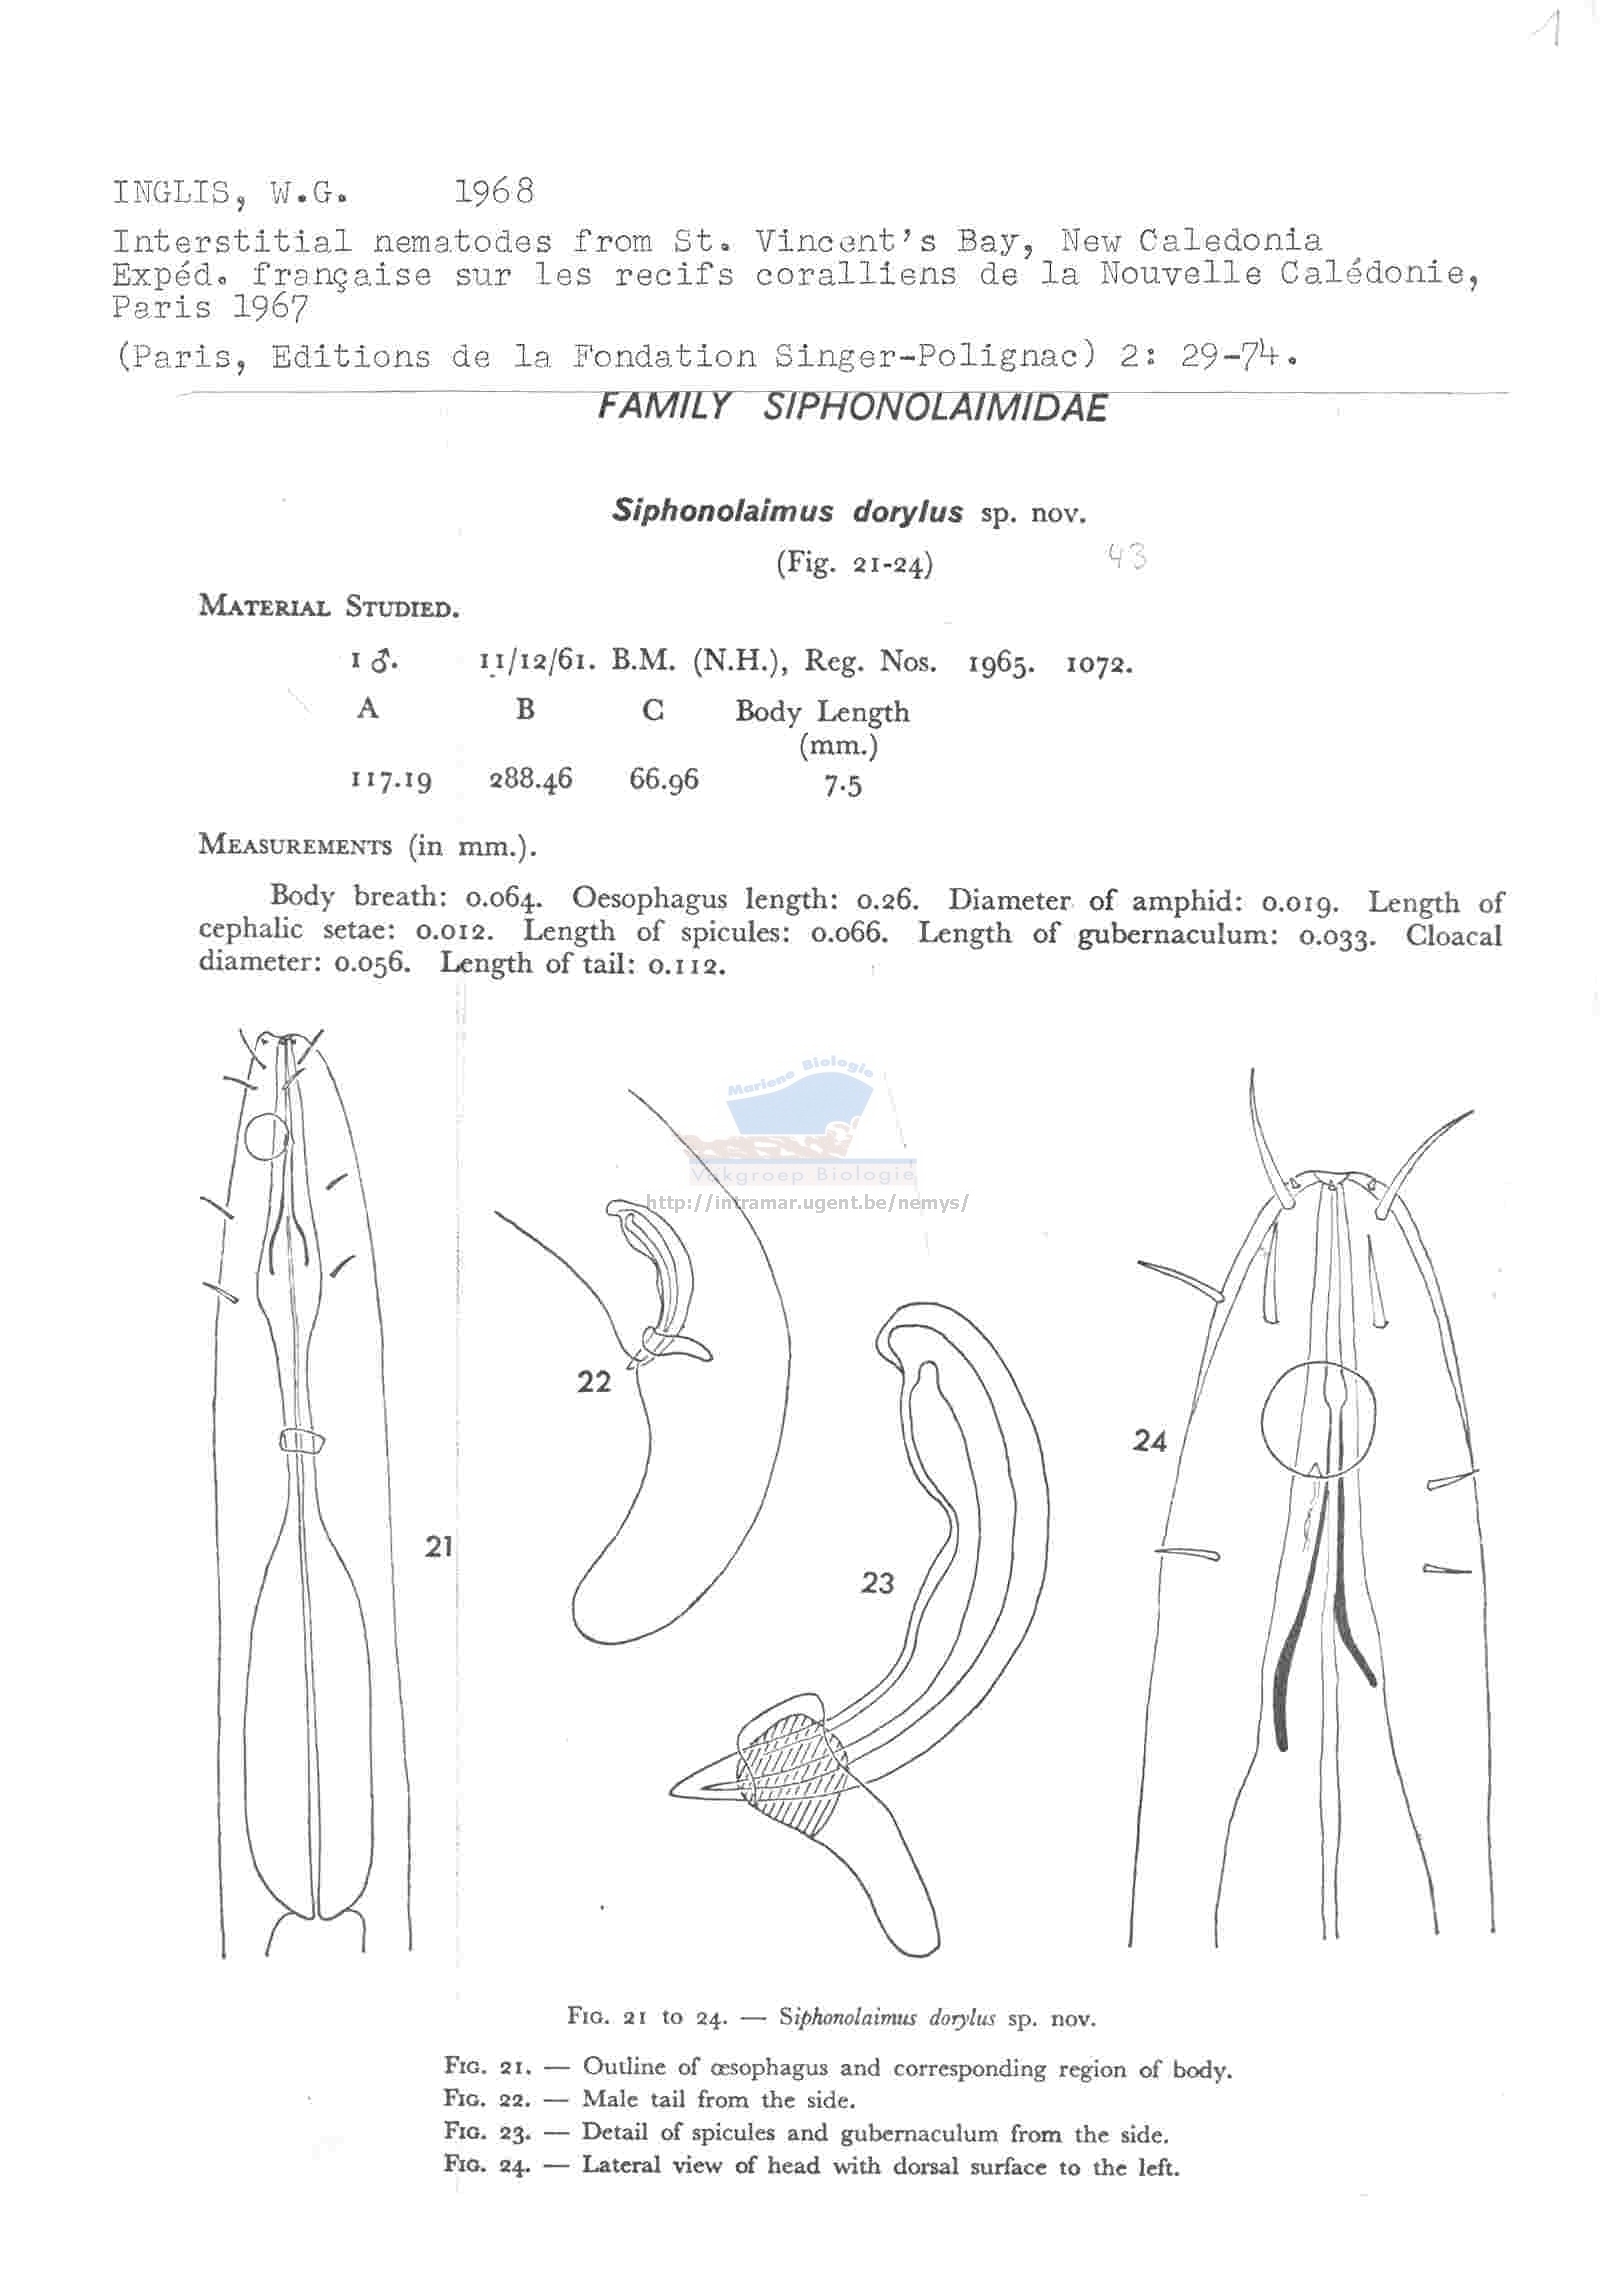 1
INGLIS, W.G. 1968
Interstitial nematodes from St. Vincent's Bay, New Caledonia
Expéd. française sur les recifs coralliens de la Nouvelle Calédonie,
Paris 1967
(Paris, Editions de la Fondation Singer-Polignac) 2: 29-74.
FAMILY SIPHONOLAIMIDAE
Siphonolaimus dorylus sp. nov.
(Fig. 21-24) 43
MATERIAL STUDIED.
1 ♂. 11/12/61. B.M. (N.H.), Reg. Nos. 1965. 1072.
A B C Body Length
(mm.)
117.19 288.46 66.96 7.5
MEASUREMENTS (in mm.).
Body breath: 0.064. Oesophagus length: 0.26. Diameter of amphid: 0.019. Length of
cephalic setae: 0.012. Length of spicules: 0.066. Length of gubernaculum: 0.033. Cloacal
diameter: 0.056. Length of tail: 0.112.
Mariene Biologie
Vakgroep Biologie
http://intramar.ugent.be/nemys/
22
24
21
23
FIG. 21 to 24. — Siphonolaimus dorylus sp. nov.
FIG. 21. — Outline of œsophagus and corresponding region of body.
FIG. 22. — Male tail from the side.
FIG. 23. — Detail of spicules and gubernaculum from the side.
FIG. 24. — Lateral view of head with dorsal surface to the left.